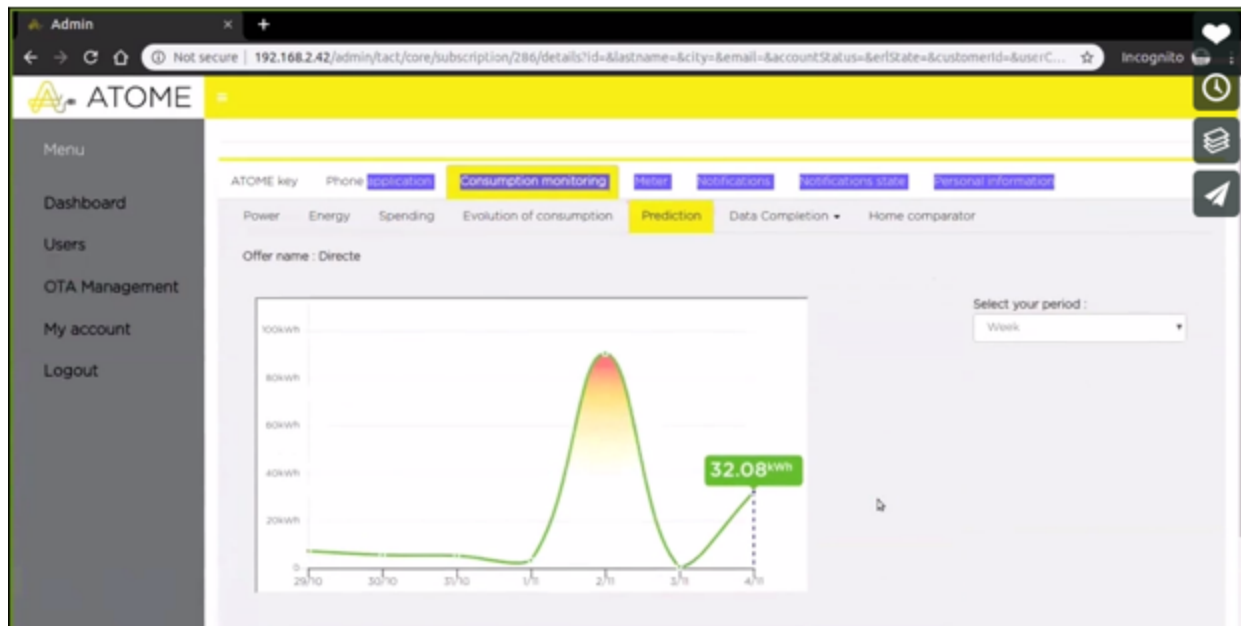 Admin
Not secure 192.168.2.42/admin/tact/core/subscription/286/details?id=&lastname=&city=&email=&accountStatus=&erlState=&customerId=&userC... Incognito
ATOME
Menu
ATOME key Phone application Consumption monitoring Meter Notifications Notifications state Personal information
Dashboard
Power Energy Spending Evolution of consumption Prediction Data Completion Home comparator
Users
Offer name : Directe
OTA Management
Select your period :
My account
Week
Logout
100kWh
80kWh
60kWh
40kWh
32.08kWh
20kWh
0
29/10 30/10 31/10 1/11 2/11 3/11 4/11